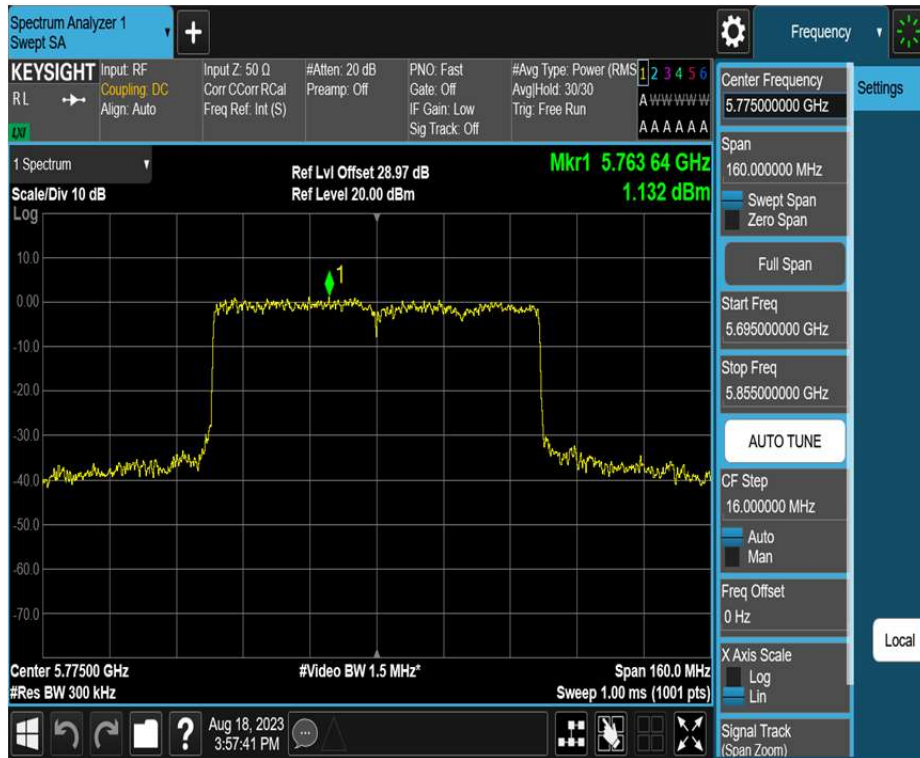 Spectrum Analyzer 1
Swept SA
+
Frequency
KEYSIGHT
RL
LXI
Input: RF
Coupling: DC
Align: Auto
Input Z: 50 Ω
Corr CCorr RCal
Freq Ref: Int (S)
#Atten: 20 dB
Preamp: Off
PNO: Fast
Gate: Off
IF Gain: Low
Sig Track: Off
#Avg Type: Power (RMS
Avg|Hold: 30/30
Trig: Free Run
1 2 3 4 5 6
A W W W W W
A A A A A A
1 Spectrum
Scale/Div 10 dB
Log
Ref Lvl Offset 28.97 dB
Ref Level 20.00 dBm
Mkr1 5.763 64 GHz
1.132 dBm
10.0
0.00
-10.0
-20.0
-30.0
-40.0
-50.0
-60.0
-70.0
1
Center 5.77500 GHz
#Res BW 300 kHz
#Video BW 1.5 MHz*
Span 160.0 MHz
Sweep 1.00 ms (1001 pts)
?
Aug 18, 2023
3:57:41 PM
Center Frequency
5.775000000 GHz
Span
160.000000 MHz
Swept Span
Zero Span
Full Span
Start Freq
5.695000000 GHz
Stop Freq
5.855000000 GHz
AUTO TUNE
CF Step
16.000000 MHz
Auto
Man
Freq Offset
0 Hz
X Axis Scale
Log
Lin
Signal Track
(Span Zoom)
Settings
Local